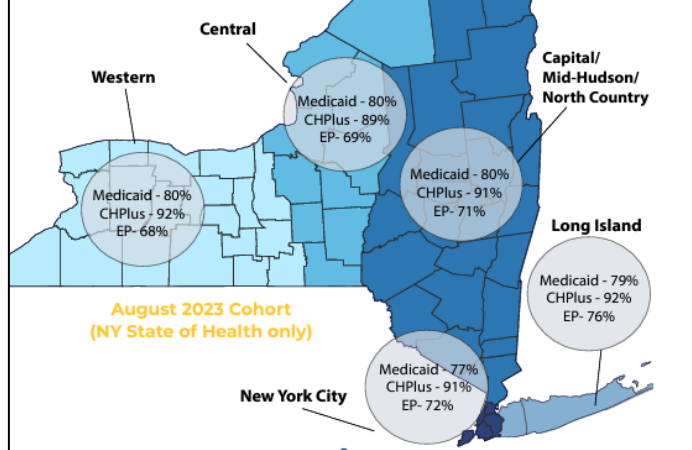 Central
Medicaid - 80%
CHPlus - 89%
EP- 69%
Western
Medicaid - 80%
CHPlus - 92%
EP- 68%
Capital/
Mid-Hudson/
North Country
Medicaid - 80%
CHPlus - 91%
EP- 71%
Long Island
Medicaid - 79%
CHPlus - 92%
EP- 76%
August 2023 Cohort
(NY State of Health only)
New York City
Medicaid - 77%
CHPlus - 91%
EP- 72%